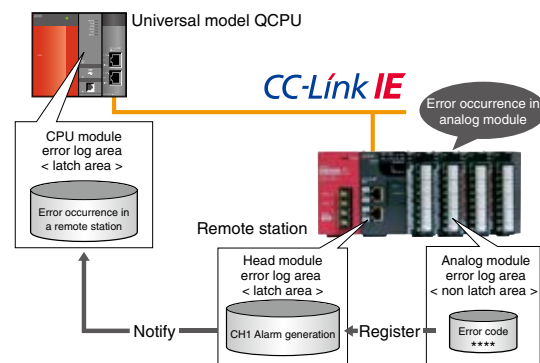 Universal model QCPU
CC-Link IE
Error occurrence in
analog module
CPU module
error log area
< latch area >
Error occurrence in
a remote station
Remote station
Head module
error log area
< latch area >
CH1 Alarm generation
Analog module
error log area
< non latch area >
Error code
****
Notify
Register